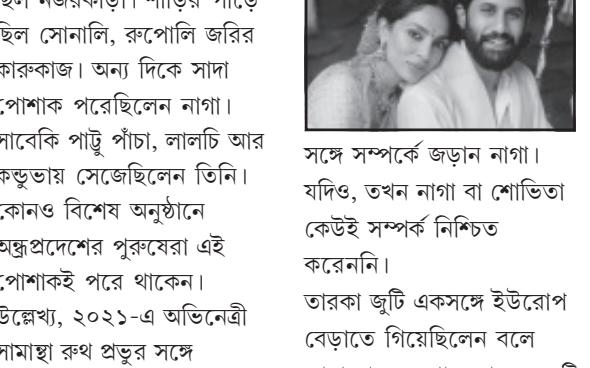 ছিল সোনালি, রুপোলি জরির
কারুকাজ। অন্য দিকে সাদা
পোশাক পরেছিলেন নাগা।
সাবেকি পাট্টু পাঁচা, লালচি আর
কন্ডুভায় সেজেছিলেন তিনি।
কোনও বিশেষ অনুষ্ঠানে
অন্ধ্রপ্রদেশের পুরুষেরা এই
পোশাকই পরে থাকেন।
উল্লেখ্য, ২০২১-এ অভিনেত্রী
সামান্থা রুথ প্রভুর সঙ্গে
সঙ্গে সম্পর্কে জড়ান নাগা।
যদিও, তখন নাগা বা শোভিতা
কেউই সম্পর্ক নিশ্চিত
করেননি।
তারকা জুটি একসঙ্গে ইউরোপ
বেড়াতে গিয়েছিলেন বলে